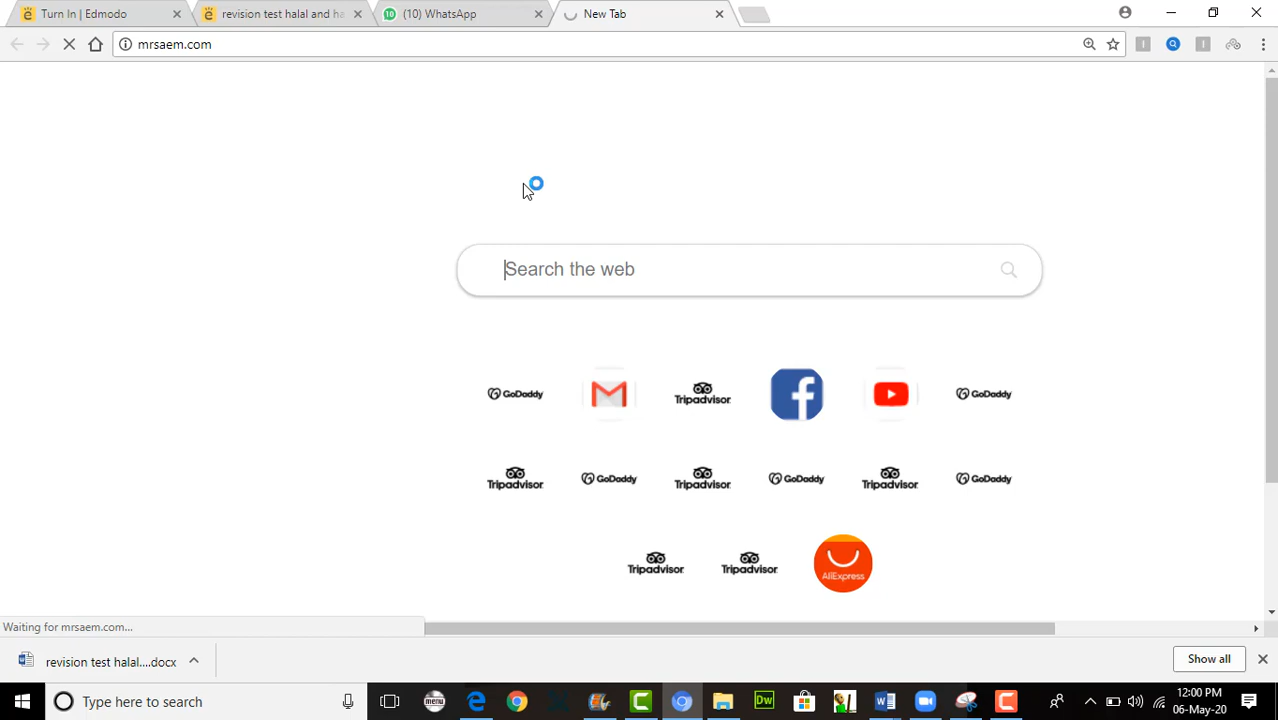 Turn In | Edmodo
revision test halal and ha
(10) WhatsApp
New Tab
mrsaem.com
Search the web
GoDaddy
Tripadvisor
GoDaddy
Tripadvisor
GoDaddy
Tripadvisor
GoDaddy
Tripadvisor
GoDaddy
Tripadvisor
Tripadvisor
AliExpress
Waiting for mrsaem.com...
revision test halal....docx
Show all
Type here to search
menu
Dw
12:00 PM
06-May-20